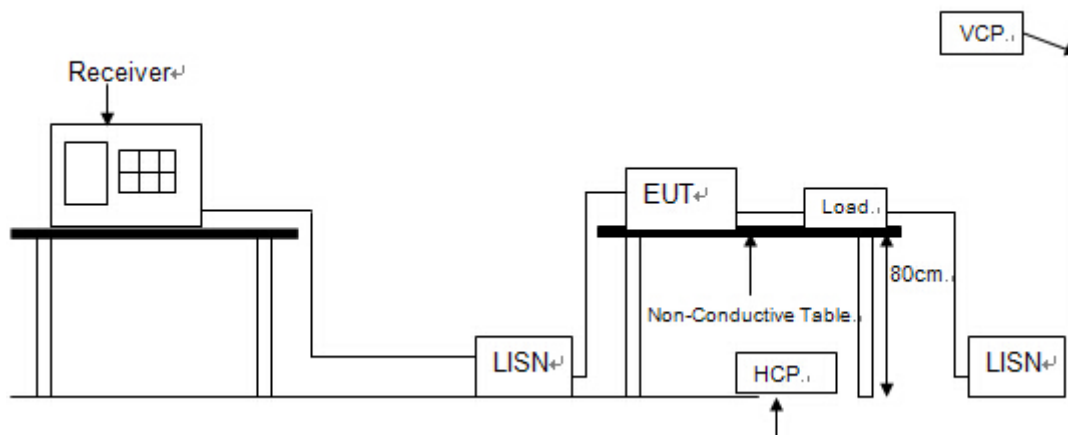 VCP.
Receiver↵
EUT↵
Load.
80cm.
Non-Conductive Table.
LISN↵
HCP.
LISN↵